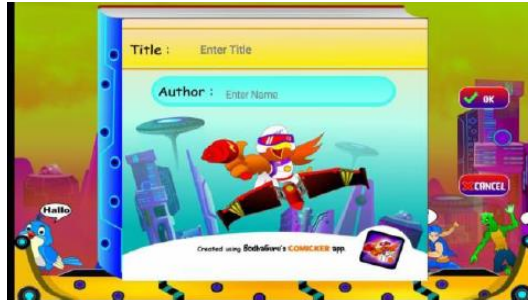 Title : Enter Title
Author : Enter Name
OK
CANCEL
Hallo
Created using BodhaGuru's COMICKER app.